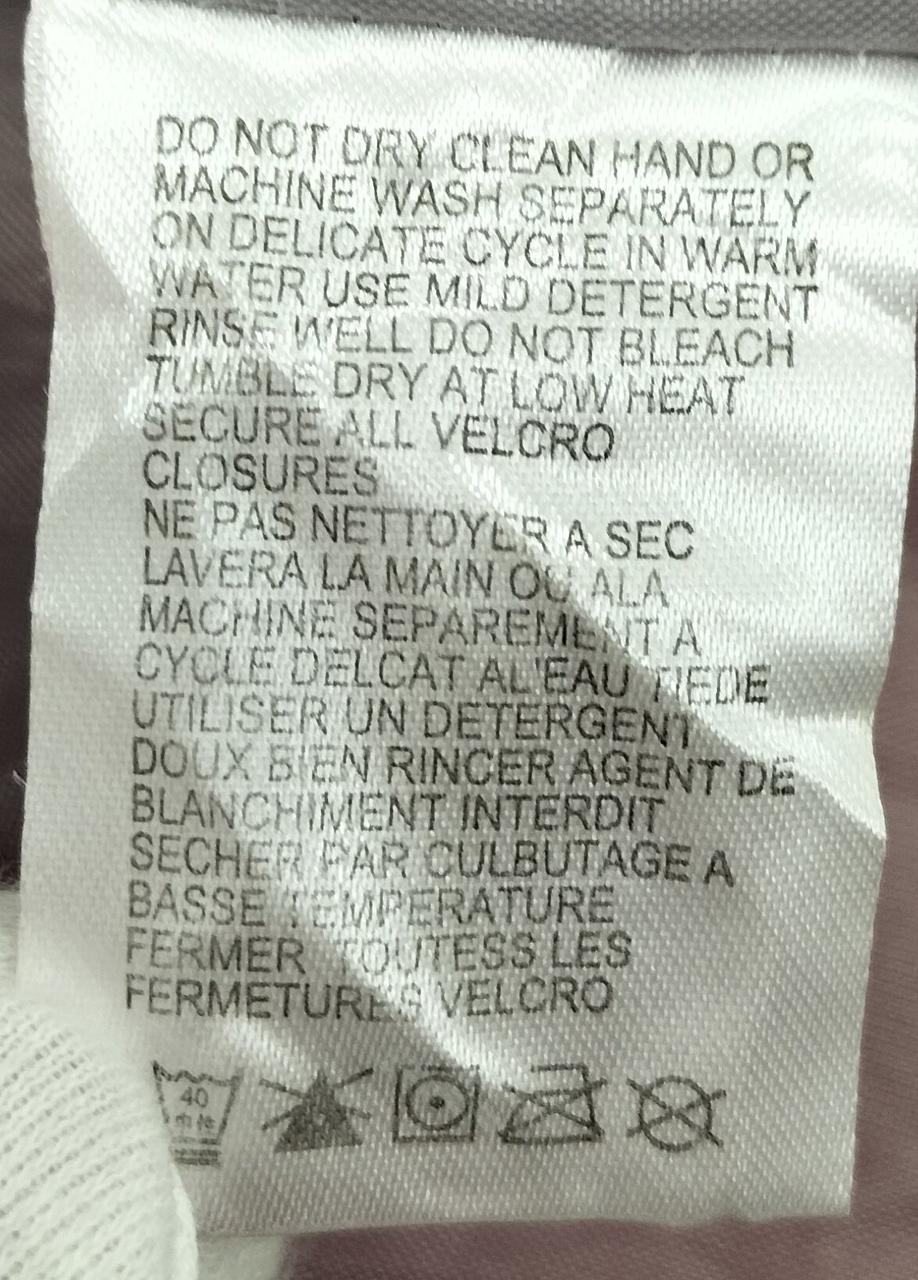 DO NOT DRY CLEAN HAND OR
MACHINE WASH SEPARATELY
ON DELICATE CYCLE IN WARM
WATER USE MILD DETERGENT
RINSE WELL DO NOT BLEACH
TUMBLE DRY AT LOW HEAT
SECURE ALL VELCRO
CLOSURES
NE PAS NETTOYER A SEC
LAVERA LA MAIN OU ALA
MACHINE SEPAREMENT A
CYCLE DELCAT AL'EAU TIEDE
UTILISER UN DETERGENT
DOUX BIEN RINCER AGENT DE
BLANCHIMENT INTERDIT
SECHER PAR CULBUTAGE A
BASSE TEMPERATURE
FERMER TOUTESS LES
FERMETURES VELCRO
40